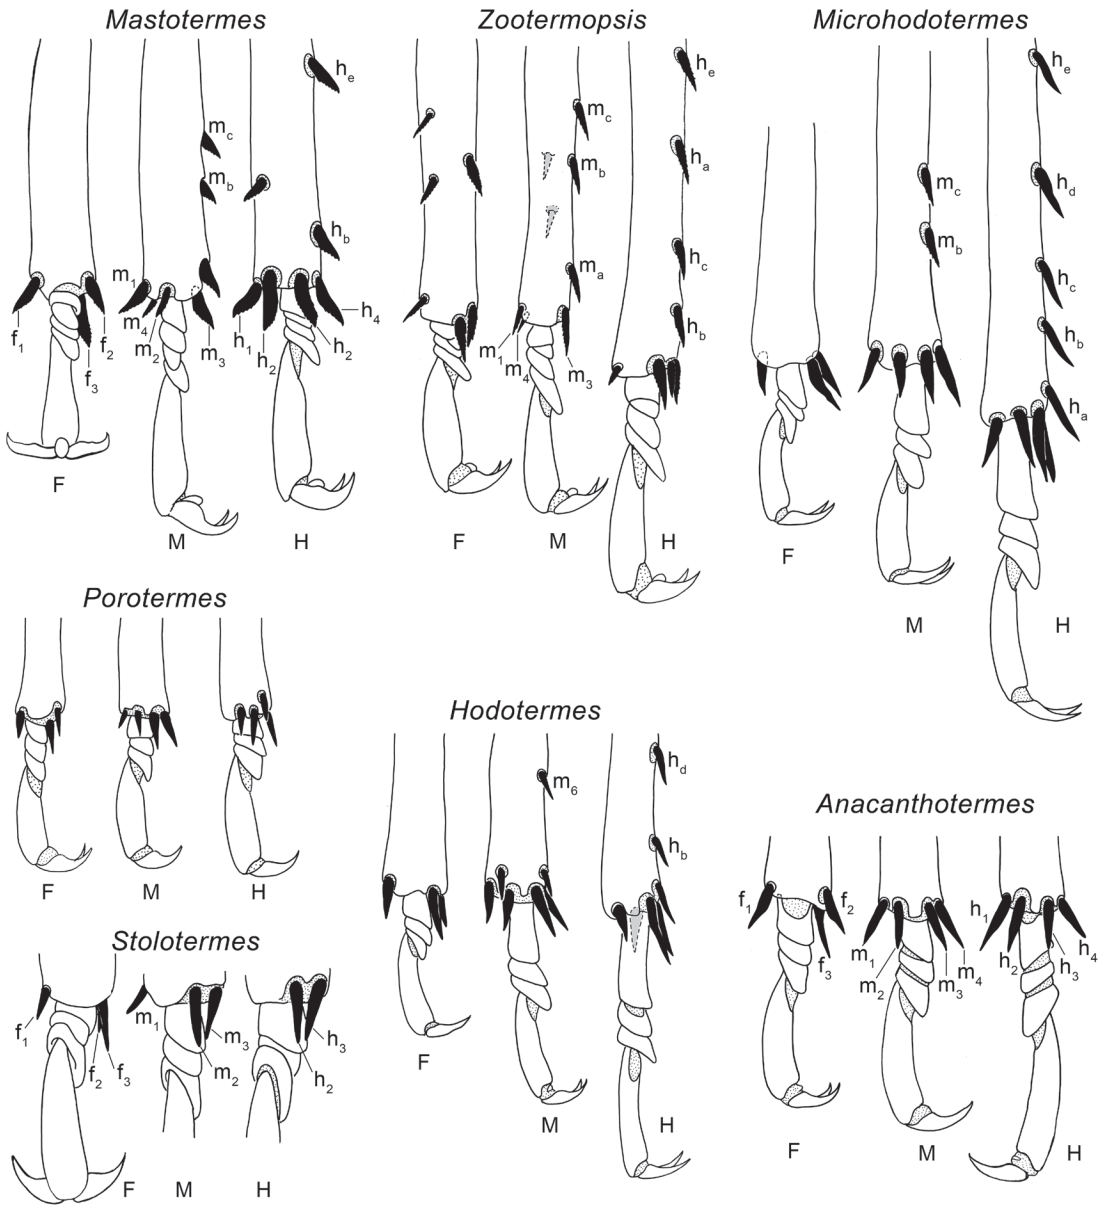 Mastotermes
f1
f3
f2
F
mc
mb
m1
m4
m2
m3
M
he
hb
h1
h2
h2
h4
H
Zootermopsis
F
mc
mb
ma
m1
m4
m3
M
he
ha
hc
hb
H
Microhodotermes
F
mc
mb
M
he
hd
hc
hb
ha
H
Porotermes
F
M
H
Hodotermes
F
m6
M
hd
hb
H
Stolotermes
f1
f2
f3
F
m1
m3
m2
M
h3
h2
H
Anacanthotermes
f1
f2
f3
F
m1
m2
m3
m4
M
h1
h2
h3
h4
H